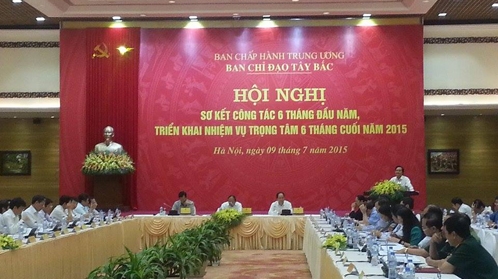 BAN CHẤP HÀNH TRUNG ƯƠNG
BAN CHỈ ĐẠO TÂY BẮC
HỘI NGHỊ
SƠ KẾT CÔNG TÁC 6 THÁNG ĐẦU NĂM,
TRIỂN KHAI NHIỆM VỤ TRỌNG TÂM 6 THÁNG CUỐI NĂM 2015
Hà Nội, ngày 09 tháng 7 năm 2015